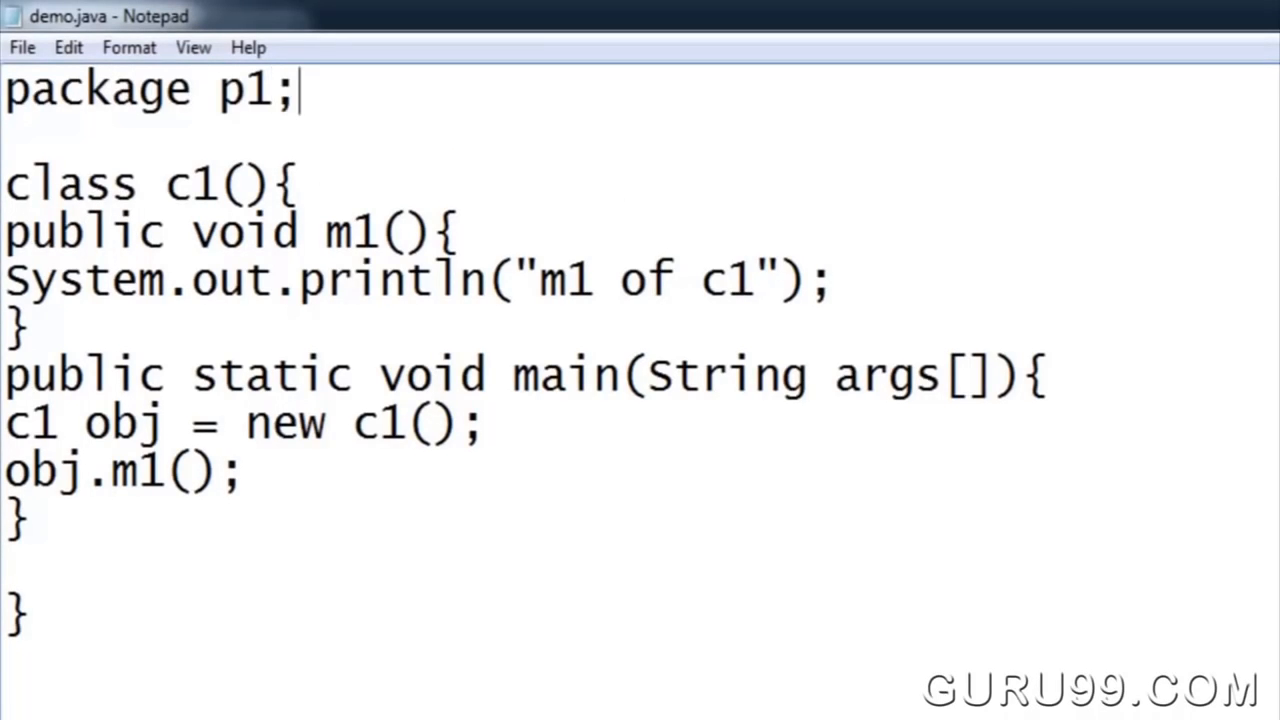 demo.java - Notepad
File Edit Format View Help
package p1;
class c1(){
public void m1(){
System.out.println("m1 of c1");
}
public static void main(String args[]){
c1 obj = new c1();
obj.m1();
}
}
GURU99.COM